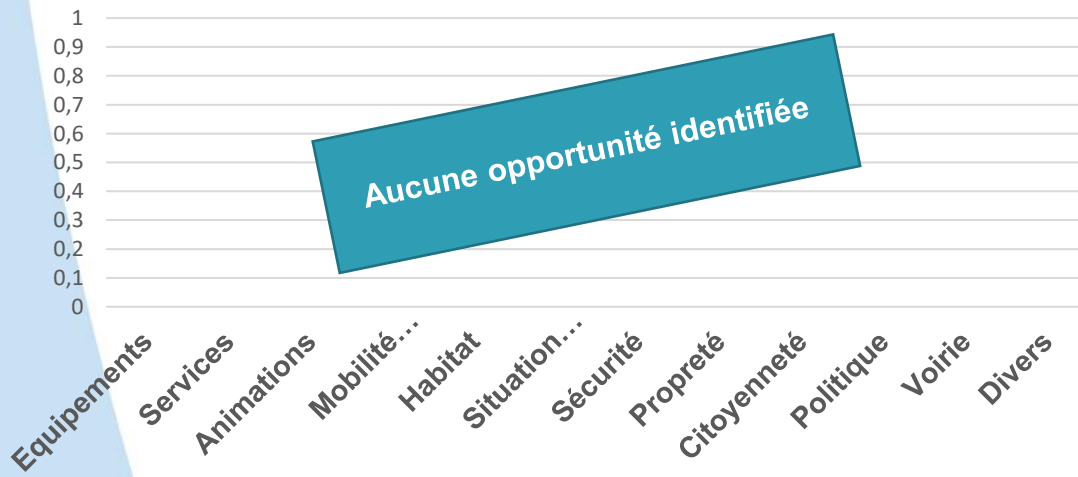 1
0,9
0,8
0,7
0,6
0,5
0,4
0,3
0,2
0,1
0
Aucune opportunité identifiée
Equipements
Services
Animations
Mobilité…
Habitat
Situation…
Sécurité
Propreté
Citoyenneté
Politique
Voirie
Divers